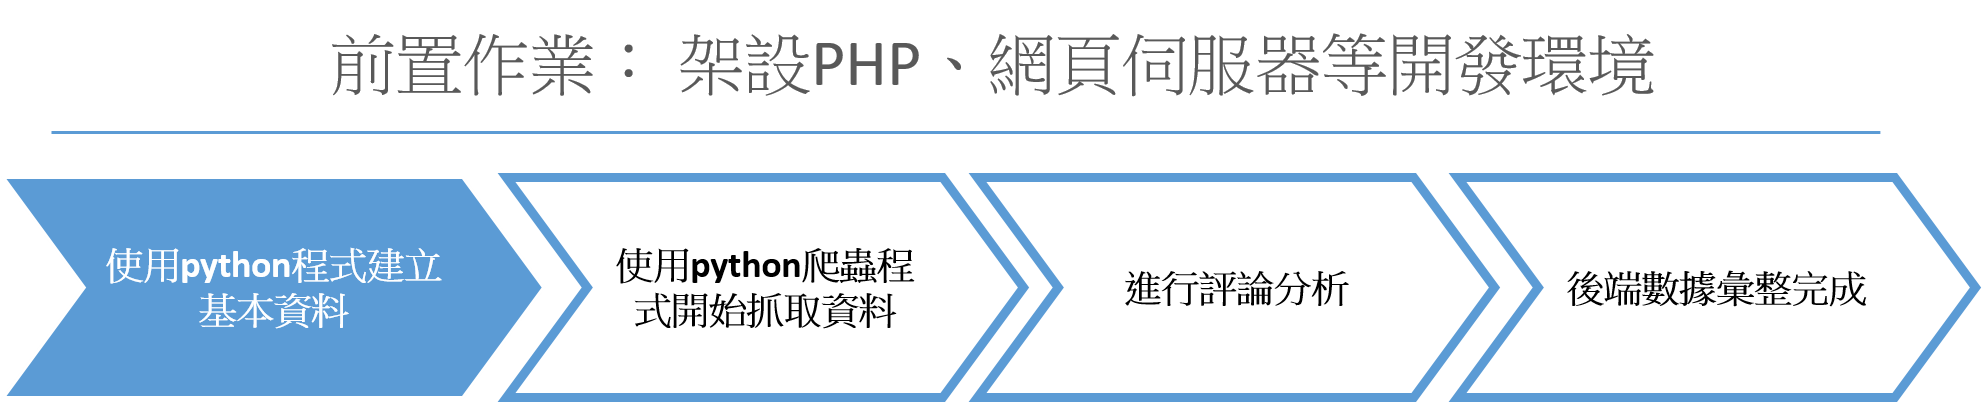 前置作業： 架設PHP、網頁伺服器等開發環境
使用python程式建立
基本資料
使用python爬蟲程
式開始抓取資料
進行評論分析
後端數據彙整完成